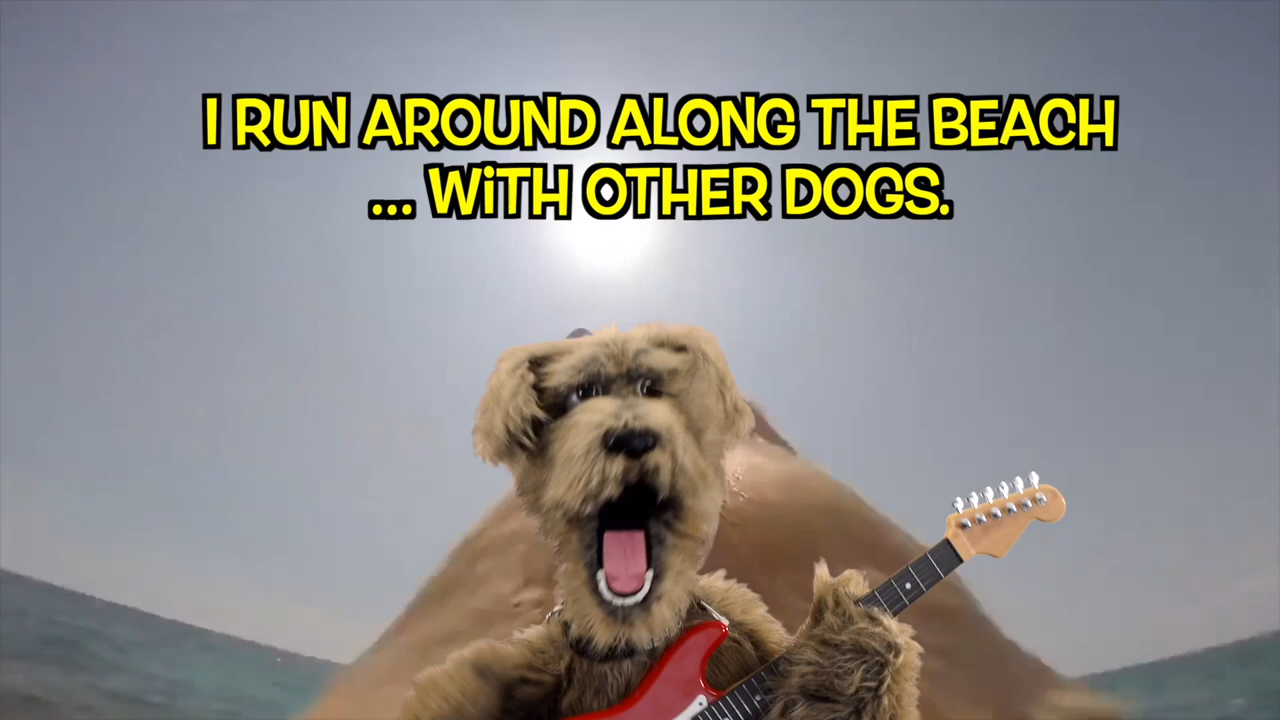 I RUN AROUND ALONG THE BEACH
... WiTH OTHER DOGS.